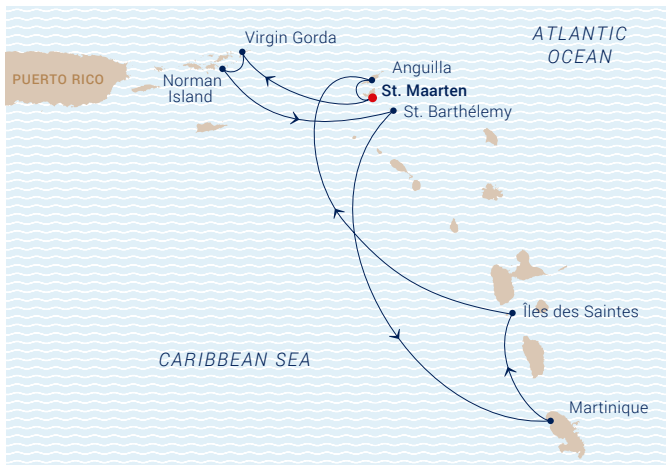 ATLANTIC
OCEAN
Virgin Gorda
Anguilla
PUERTO RICO
Norman
Island
St. Maarten
St. Barthélemy
Îles des Saintes
CARIBBEAN SEA
Martinique